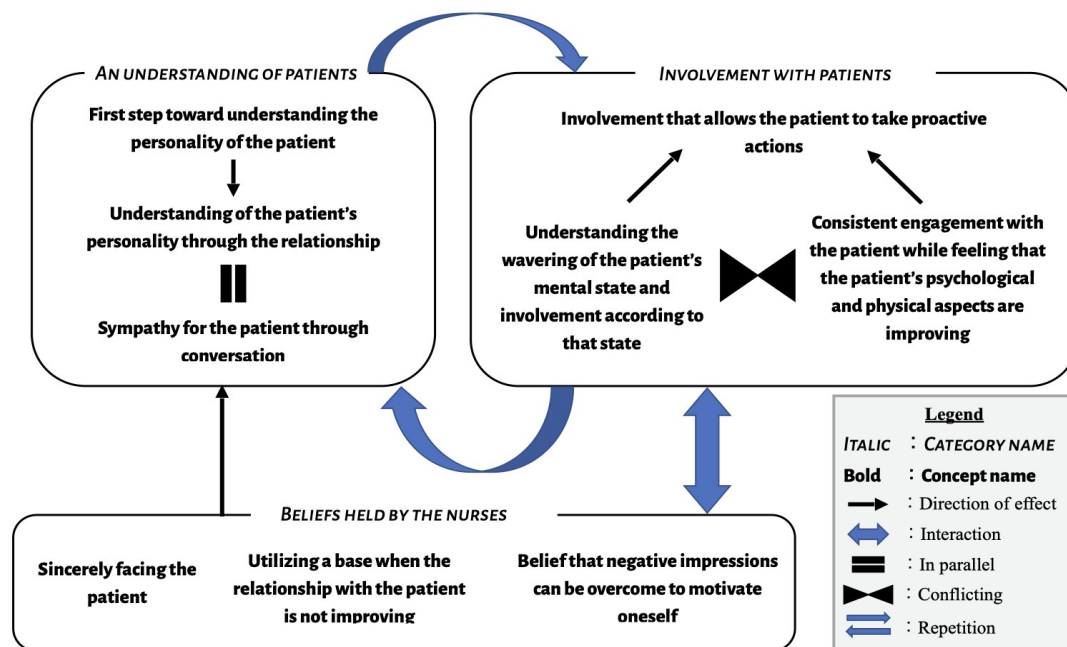 AN UNDERSTANDING OF PATIENTS
First step toward understanding the
personality of the patient
Understanding of the patient's
personality through the relationship
Sympathy for the patient through
conversation
INVOLVEMENT WITH PATIENTS
Involvement that allows the patient to take proactive
actions
Understanding the
wavering of the patient's
mental state and
involvement according to
that state
Consistent engagement with
the patient while feeling that
the patient's psychological
and physical aspects are
improving
BELIEFS HELD BY THE NURSES
Sincerely facing the
patient
Utilizing a base when the
relationship with the patient
is not improving
Belief that negative impressions
can be overcome to motivate
oneself
Legend
ITALIC : CATEGORY NAME
Bold : Concept name
: Direction of effect
: Interaction
: In parallel
: Conflicting
: Repetition